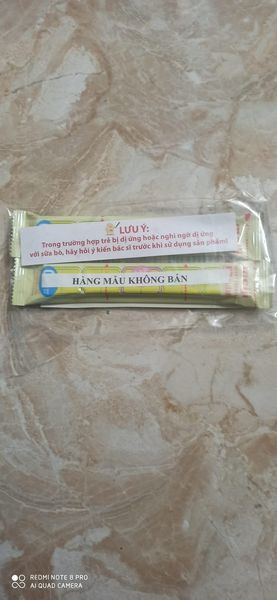 LƯU Ý:
Trong trường hợp trẻ bị dị ứng hoặc nghi ngờ dị ứng
với sữa bò, hãy hỏi ý kiến bác sĩ trước khi sử dụng sản phẩm!
HÀNG MẪU KHÔNG BÁN
REDMI NOTE 8 PRO
AI QUAD CAMERA